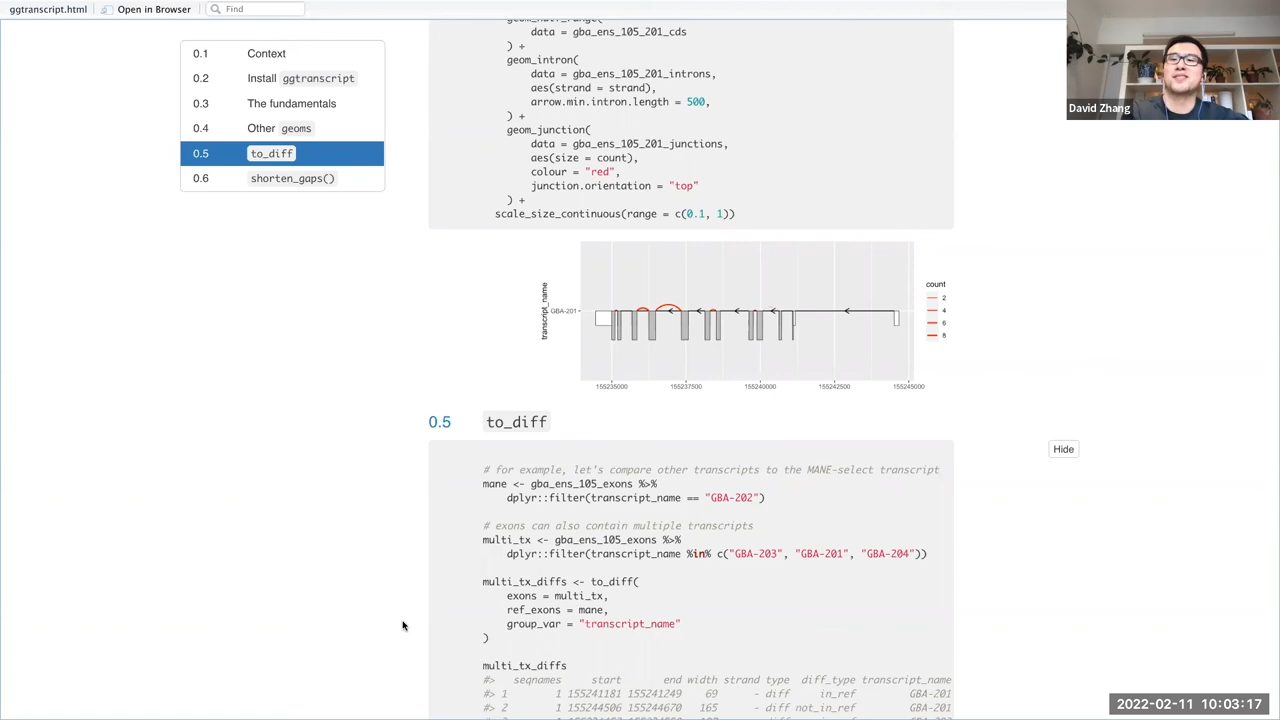 ggtranscript.html
Open in Browser
Find
0.1 Context
0.2 Install ggtranscript
0.3 The fundamentals
0.4 Other geoms
0.5 to_diff
0.6 shorten_gaps()
David Zhang
geom_half_range(
data = gba_ens_105_201_cds
) +
geom_intron(
data = gba_ens_105_201_introns,
aes(strand = strand),
arrow.min.intron.length = 500,
) +
geom_junction(
data = gba_ens_105_201_junctions,
aes(size = count),
colour = "red",
junction.orientation = "top"
) +
scale_size_continuous(range = c(0.1, 1))
transcript_name
GBA-201
155235000 155237500 155240000 155242500 155245000
count
2
4
6
8
0.5 to_diff
Hide
# for example, let's compare other transcripts to the MANE-select transcript
mane <- gba_ens_105_exons %>%
dplyr::filter(transcript_name == "GBA-202")
# exons can also contain multiple transcripts
multi_tx <- gba_ens_105_exons %>%
dplyr::filter(transcript_name %in% c("GBA-203", "GBA-201", "GBA-204"))
multi_tx_diffs <- to_diff(
exons = multi_tx,
ref_exons = mane,
group_var = "transcript_name"
)
multi_tx_diffs
#> seqnames start end width strand type diff_type transcript_name
#> 1 1 155241181 155241249 69 - diff in_ref GBA-201
#> 2 1 155244506 155244670 165 - diff not_in_ref GBA-201
2022-02-11 10:03:17